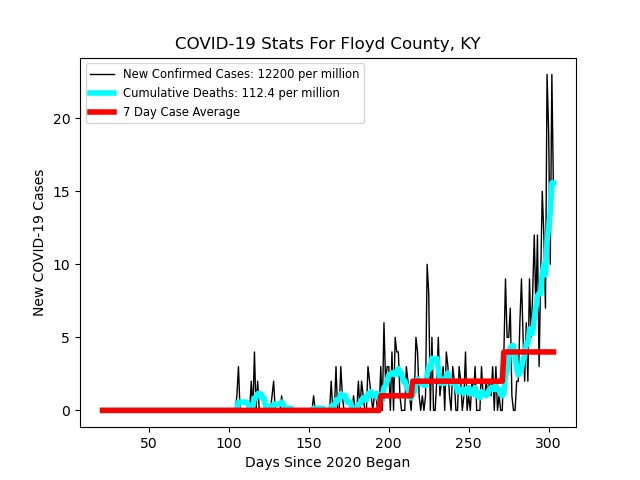 COVID-19 Stats For Floyd County, KY
New Confirmed Cases: 12200 per million
Cumulative Deaths: 112.4 per million
7 Day Case Average
New COVID-19 Cases
20
15
10
5
0
50 100 150 200 250 300
Days Since 2020 Began